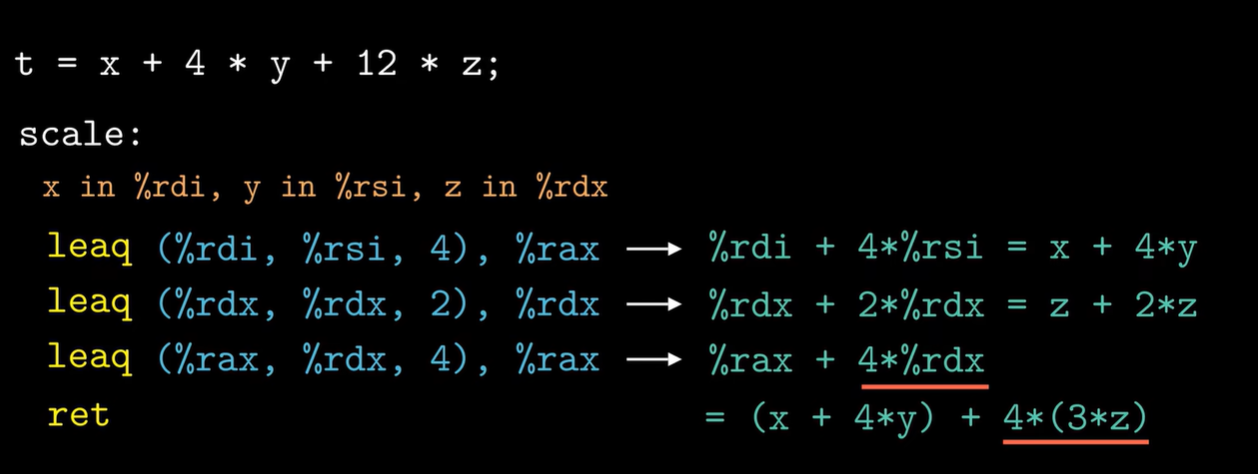 t = x + 4 * y + 12 * z;
scale:
x in %rdi, y in %rsi, z in %rdx
leaq (%rdi, %rsi, 4), %rax → %rdi + 4*%rsi = x + 4*y
leaq (%rdx, %rdx, 2), %rdx → %rdx + 2*%rdx = z + 2*z
leaq (%rax, %rdx, 4), %rax → %rax + 4*%rdx
ret = (x + 4*y) + 4*(3*z)